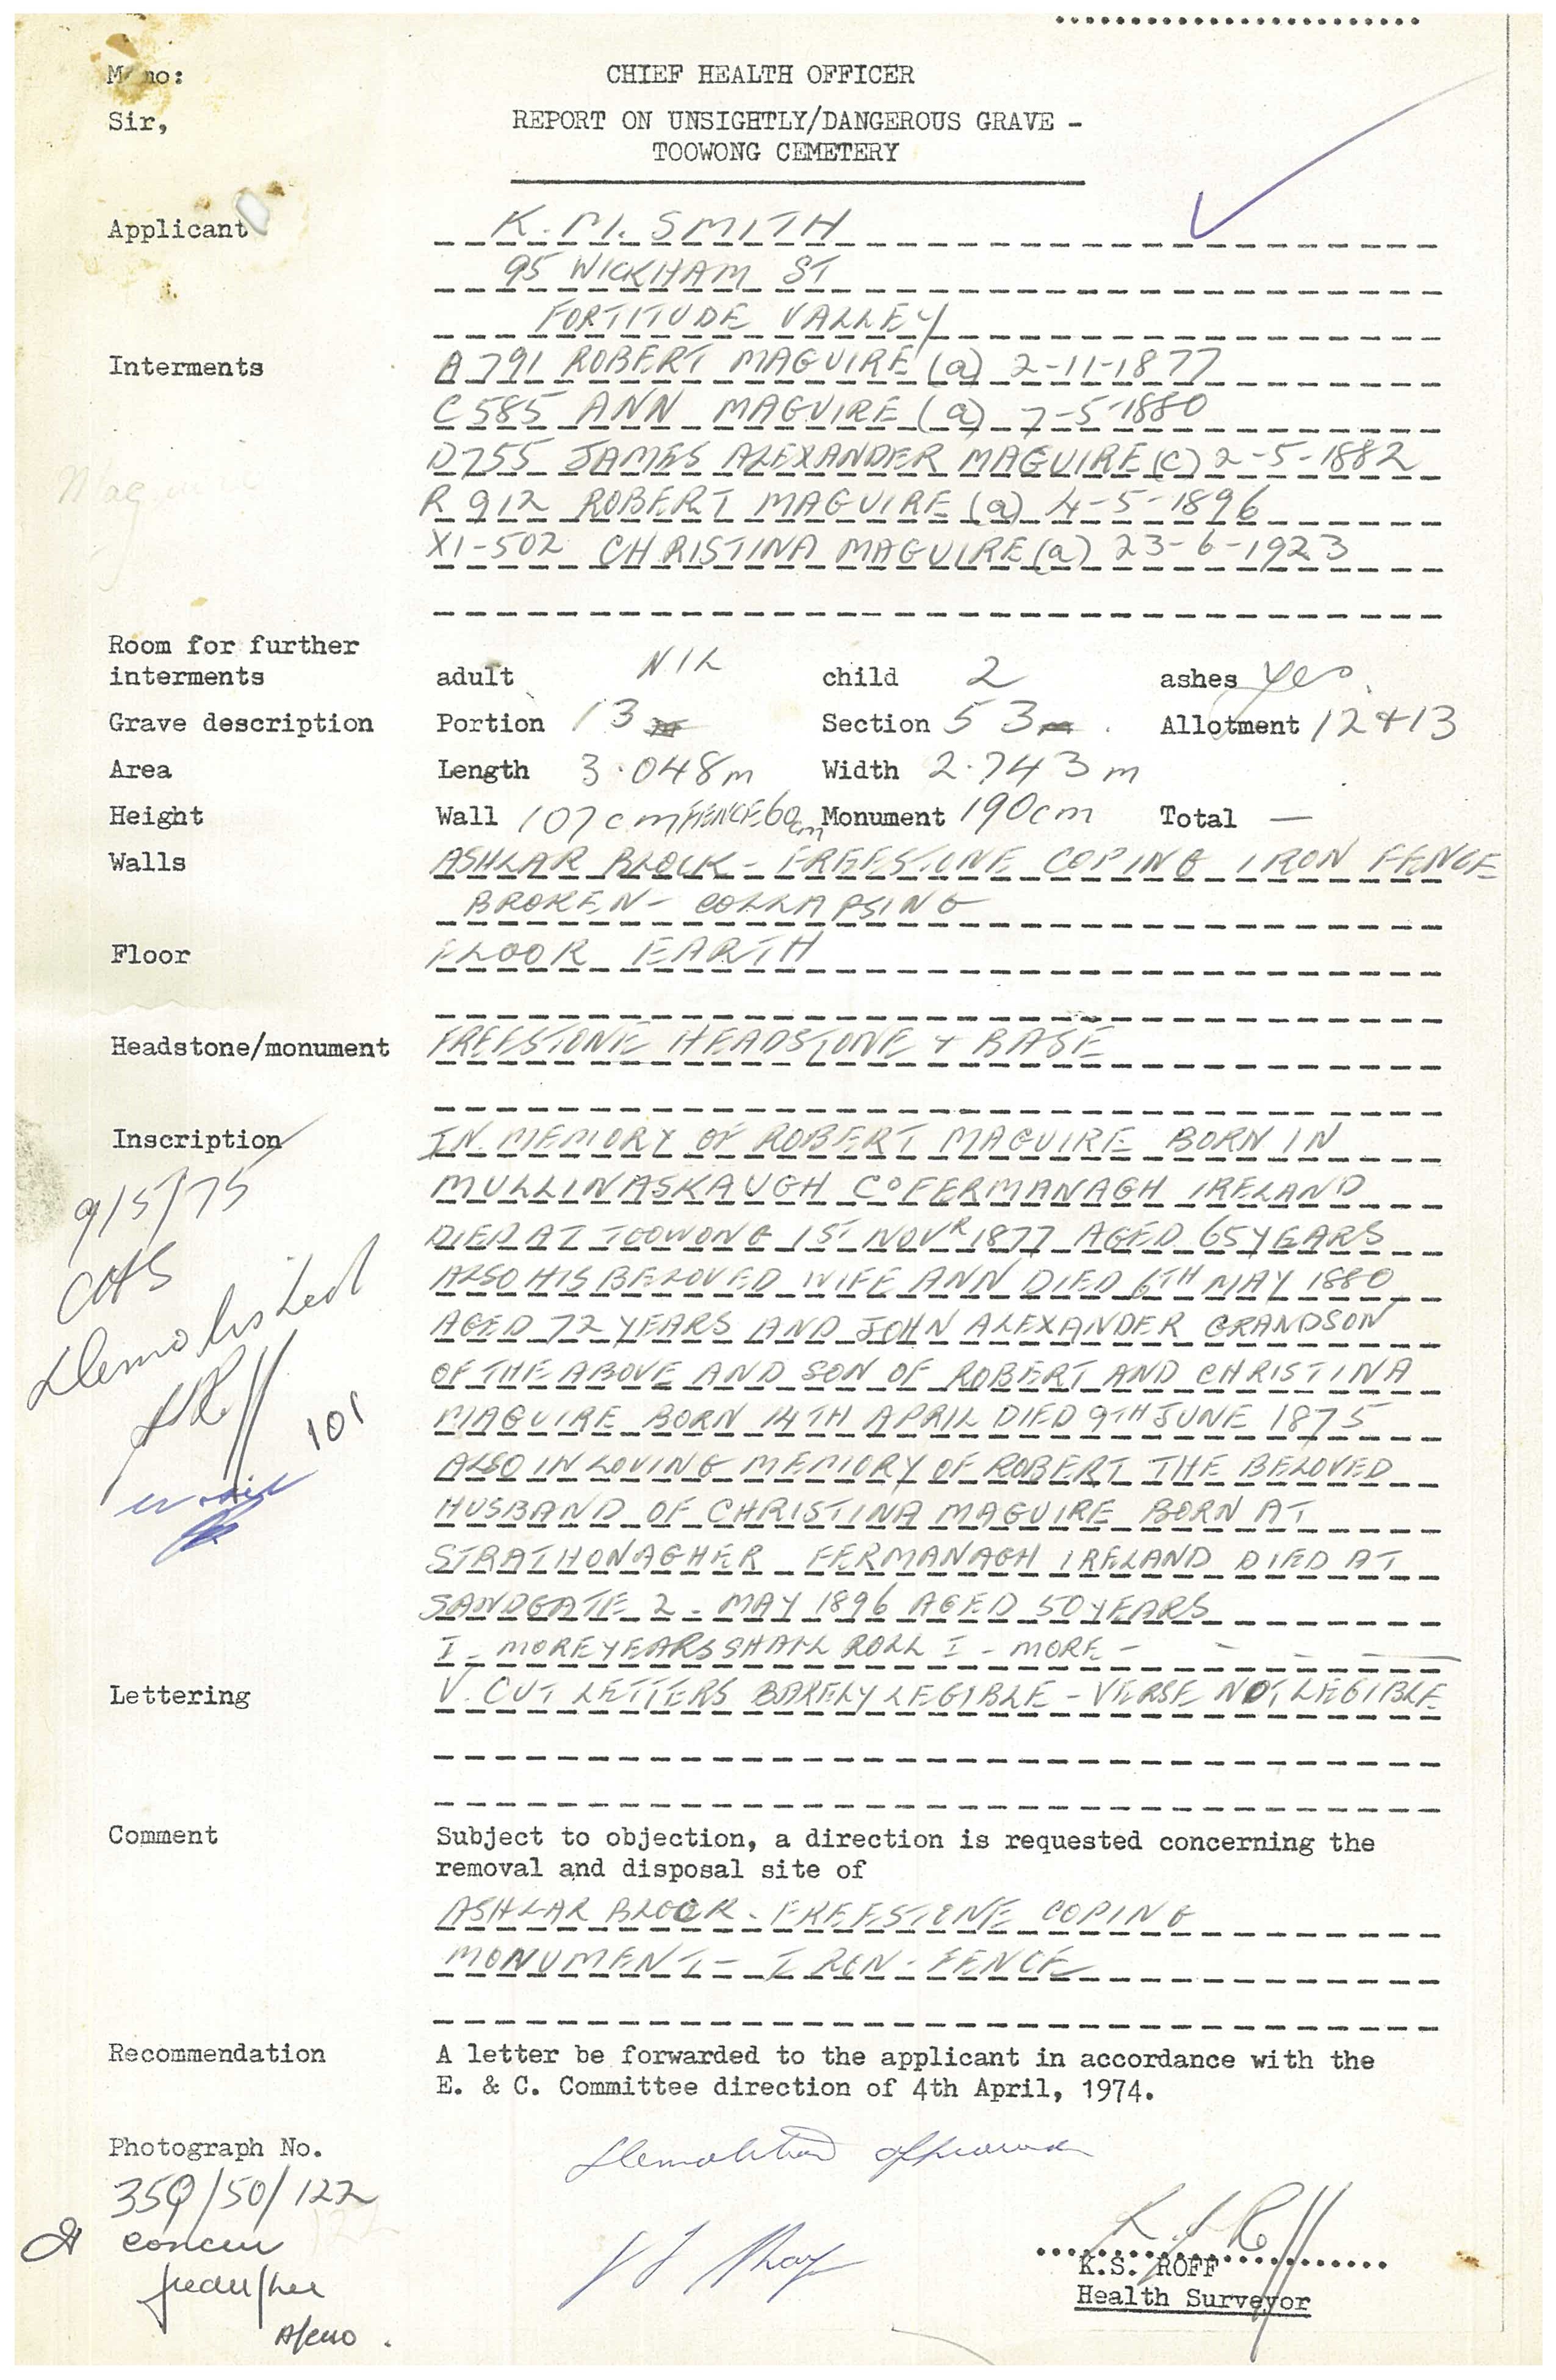 Memo: CHIEF HEALTH OFFICER
Sir, REPORT ON UNSIGHTLY/DANGEROUS GRAVE -
TOOWONG CEMETERY
Applicant K. M. SMITH
95 WICKHAM ST
FORTITUDE VALLEY
Interments A791 ROBERT MAGUIRE (a) 2-11-1877
C585 ANN MAGUIRE (a) 7-5-1880
D755 JAMES ALEXANDER MAGUIRE (c) 2-5-1882
Maguire
R 912 ROBERT MAGUIRE (a) 4-5-1896
XI-502 CHRISTINA MAGUIRE (a) 23-6-1923
Room for further
interments adult NIL child 2 ashes yes.
Grave description Portion 13 Section 53 Allotment 12+13
Area Length 3.048m Width 2.743m
Height Wall 107cm FENCE 60cm Monument 190cm Total —
Walls ASHLAR BLOCK - FREESTONE COPING IRON FENCE
BROKEN - COLLAPSING
Floor FLOOR EARTH
Headstone/monument FREESTONE HEADSTONE + BASE
Inscription IN MEMORY OF ROBERT MAGUIRE BORN IN
MULLINASKAUGH Co FERMANAGH IRELAND
DIED AT TOOWONG 1ST NOVR 1877 AGED 65 YEARS
ALSO HIS BELOVED WIFE ANN DIED 6TH MAY 1880
AGED 72 YEARS AND JOHN ALEXANDER GRANDSON
OF THE ABOVE AND SON OF ROBERT AND CHRISTINA
MAGUIRE BORN 14TH APRIL DIED 9TH JUNE 1875
ALSO IN LOVING MEMORY OF ROBERT THE BELOVED
HUSBAND OF CHRISTINA MAGUIRE BORN AT
STRATHONAGHER FERMANAGH IRELAND DIED AT
SANDGATE 2 - MAY 1896 AGED 50 YEARS
I - MORE YEARS SHALL ROLL I - MORE - -
9/5/75
CHS
Demolished
101
Lettering V. CUT LETTERS BARELY LEGIBLE - VERSE NOT LEGIBLE
Comment Subject to objection, a direction is requested concerning the
removal and disposal site of
ASHLAR BLOCK - FREESTONE COPING
MONUMENT - IRON - FENCE
Recommendation A letter be forwarded to the applicant in accordance with the
E. & C. Committee direction of 4th April, 1974.
Photograph No. Demolition approved
35Q/50/122
122
concur
K.S. ROFF
Health Surveyor